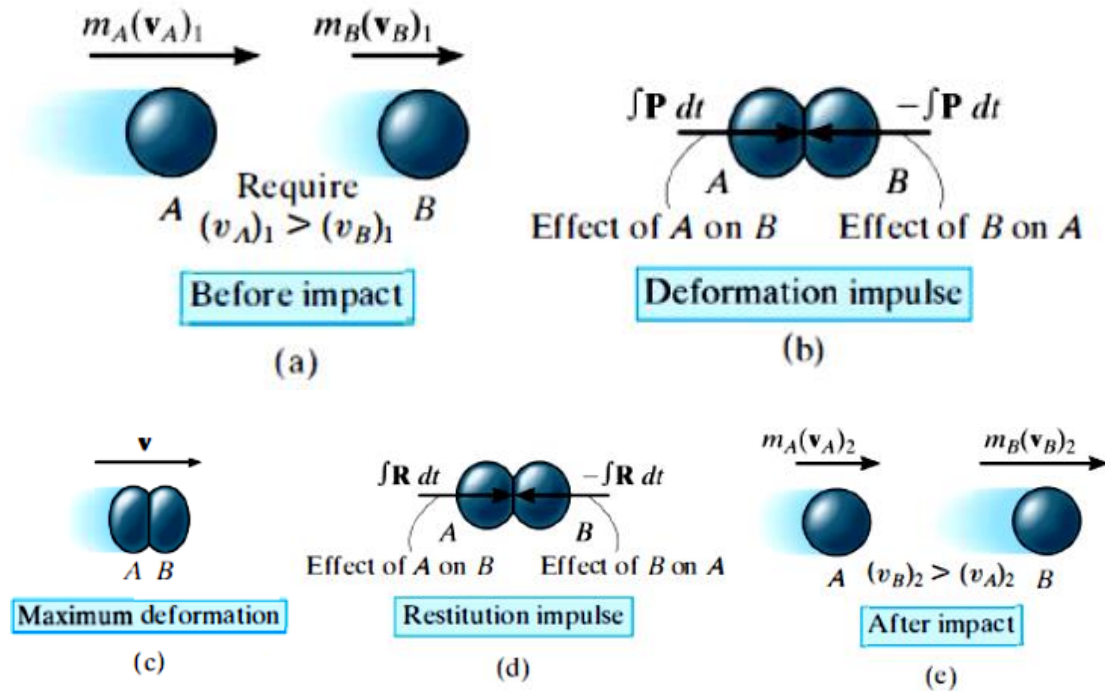 m_A(v_A)_1
m_B(v_B)_1
A
Require
(v_A)_1 > (v_B)_1
B
Before impact
(a)
∫P dt
−∫P dt
A
B
Effect of A on B
Effect of B on A
Deformation impulse
(b)
v
A B
Maximum deformation
(c)
∫R dt
−∫R dt
A
B
Effect of A on B
Effect of B on A
Restitution impulse
(d)
m_A(v_A)_2
m_B(v_B)_2
A
(v_B)_2 > (v_A)_2
B
After impact
(e)